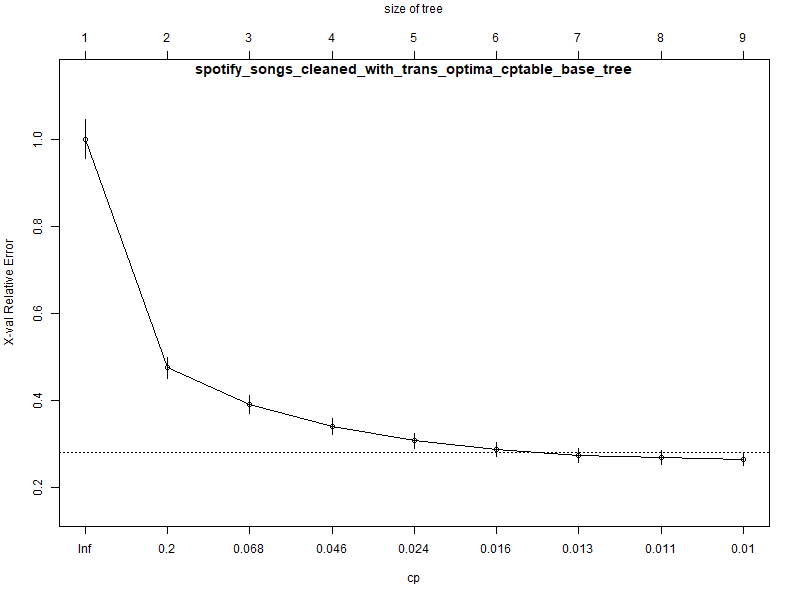 size of tree
1 2 3 4 5 6 7 8 9
spotify_songs_cleaned_with_trans_optima_cptable_base_tree
X-val Relative Error
1.0
0.8
0.6
0.4
0.2
Inf 0.2 0.068 0.046 0.024 0.016 0.013 0.011 0.01
cp